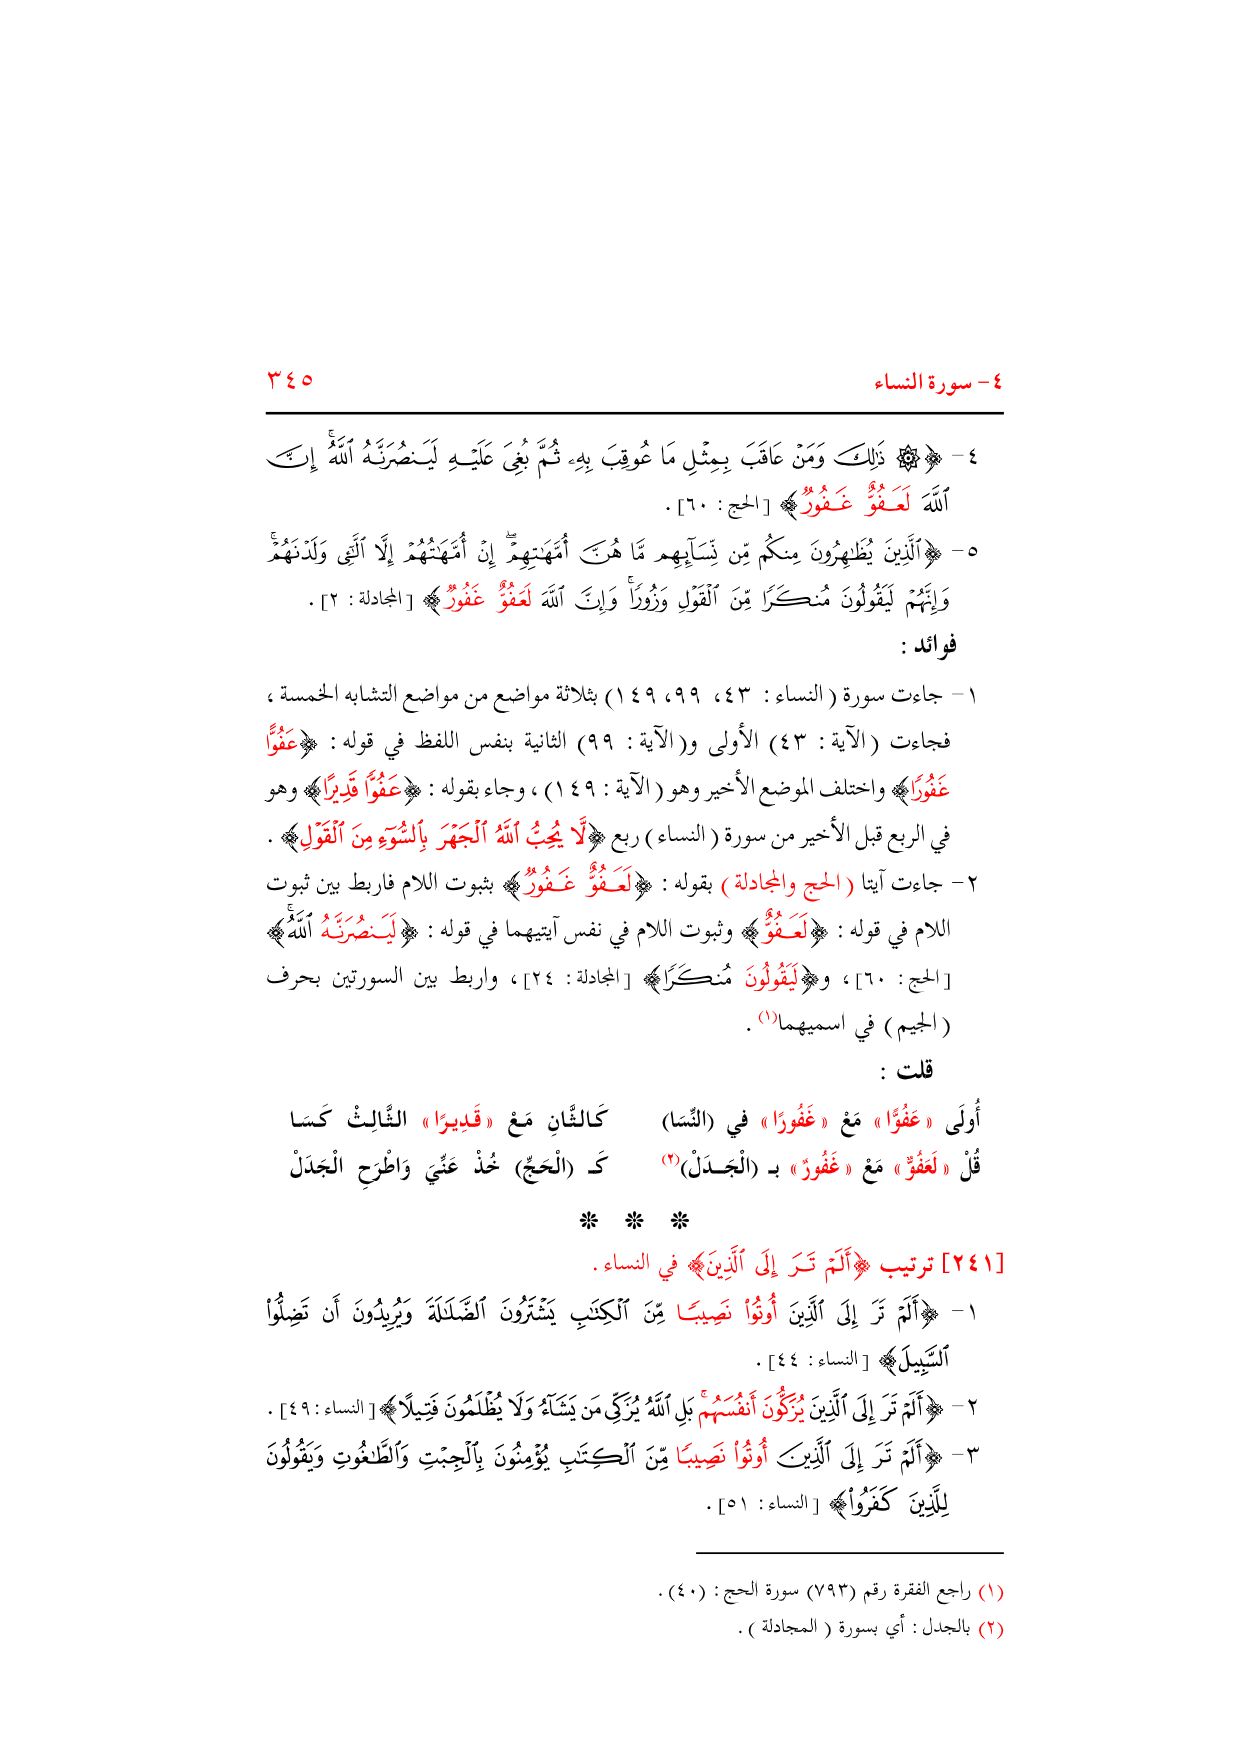 ٤- سورة النساء ٣٤٥
٤- ﴿۞ ذَٰلِكَ وَمَنْ عَاقَبَ بِمِثْلِ مَا عُوقِبَ بِهِۦ ثُمَّ بُغِيَ عَلَيْهِ لَيَنصُرَنَّهُ ٱللَّهُۚ إِنَّ
ٱللَّهَ لَعَفُوٌّ غَفُورٌ﴾ [الحج: ٦٠].
٥- ﴿ٱلَّذِينَ يُظَٰهِرُونَ مِنكُم مِّن نِّسَآئِهِم مَّا هُنَّ أُمَّهَٰتِهِمْۖ إِنْ أُمَّهَٰتُهُمْ إِلَّا ٱلَّٰٓـِٔي وَلَدْنَهُمْۚ
وَإِنَّهُمْ لَيَقُولُونَ مُنكَرًا مِّنَ ٱلْقَوْلِ وَزُورًاۚ وَإِنَّ ٱللَّهَ لَعَفُوٌّ غَفُورٌ﴾ [المجادلة: ٢].
فوائد :
١- جاءت سورة (النساء: ٤٣، ٩٩، ١٤٩) بثلاثة مواضع من مواضع التشابه الخمسة،
فجاءت (الآية: ٤٣) الأولى و(الآية: ٩٩) الثانية بنفس اللفظ في قوله: ﴿عَفُوًّا
غَفُورًا﴾ واختلف الموضع الأخير وهو (الآية: ١٤٩)، وجاء بقوله: ﴿عَفُوًّا قَدِيرًا﴾ وهو
في الربع قبل الأخير من سورة (النساء) ربع ﴿لَّا يُحِبُّ ٱللَّهُ ٱلْجَهْرَ بِٱلسُّوٓءِ مِنَ ٱلْقَوْلِ﴾.
٢- جاءت آيتا (الحج والمجادلة) بقوله: ﴿لَعَفُوٌّ غَفُورٌ﴾ بثبوت اللام فاربط بين ثبوت
اللام في قوله: ﴿لَعَفُوٌّ﴾ وثبوت اللام في نفس آيتيهما في قوله: ﴿لَيَنصُرَنَّهُ ٱللَّهُۚ﴾
[الحج: ٦٠]، و﴿لَيَقُولُونَ مُنكَرًا﴾ [المجادلة: ٢٤]، واربط بين السورتين بحرف
(الجيم) في اسميهما(١).
قلت :
أُولَى «عَفُوًّا» مَعْ «غَفُورًا» في (النِّسَا) كَالثَّانِ مَعْ «قَدِيرًا» الثَّالِثْ كَسَا
قُلْ «لَعَفُوٌّ» مَعْ «غَفُورٌ» بـ (الْجَـدَلْ)(٢) كَـ (الْحَجِّ) خُذْ عَنِّيَ وَاطْرَحِ الْجَدَلْ
❊ ❊ ❊
[٢٤١] ترتيب ﴿أَلَمْ تَرَ إِلَى ٱلَّذِينَ﴾ في النساء.
١- ﴿أَلَمْ تَرَ إِلَى ٱلَّذِينَ أُوتُوا۟ نَصِيبًا مِّنَ ٱلْكِتَٰبِ يَشْتَرُونَ ٱلضَّلَٰلَةَ وَيُرِيدُونَ أَن تَضِلُّوا۟
ٱلسَّبِيلَ﴾ [النساء: ٤٤].
٢- ﴿أَلَمْ تَرَ إِلَى ٱلَّذِينَ يُزَكُّونَ أَنفُسَهُمۚ بَلِ ٱللَّهُ يُزَكِّى مَن يَشَآءُ وَلَا يُظْلَمُونَ فَتِيلًا﴾ [النساء: ٤٩].
٣- ﴿أَلَمْ تَرَ إِلَى ٱلَّذِينَ أُوتُوا۟ نَصِيبًا مِّنَ ٱلْكِتَٰبِ يُؤْمِنُونَ بِٱلْجِبْتِ وَٱلطَّٰغُوتِ وَيَقُولُونَ
لِلَّذِينَ كَفَرُوا۟﴾ [النساء: ٥١].
(١) راجع الفقرة رقم (٧٩٣) سورة الحج: (٤٠).
(٢) بالجدل: أي بسورة (المجادلة).